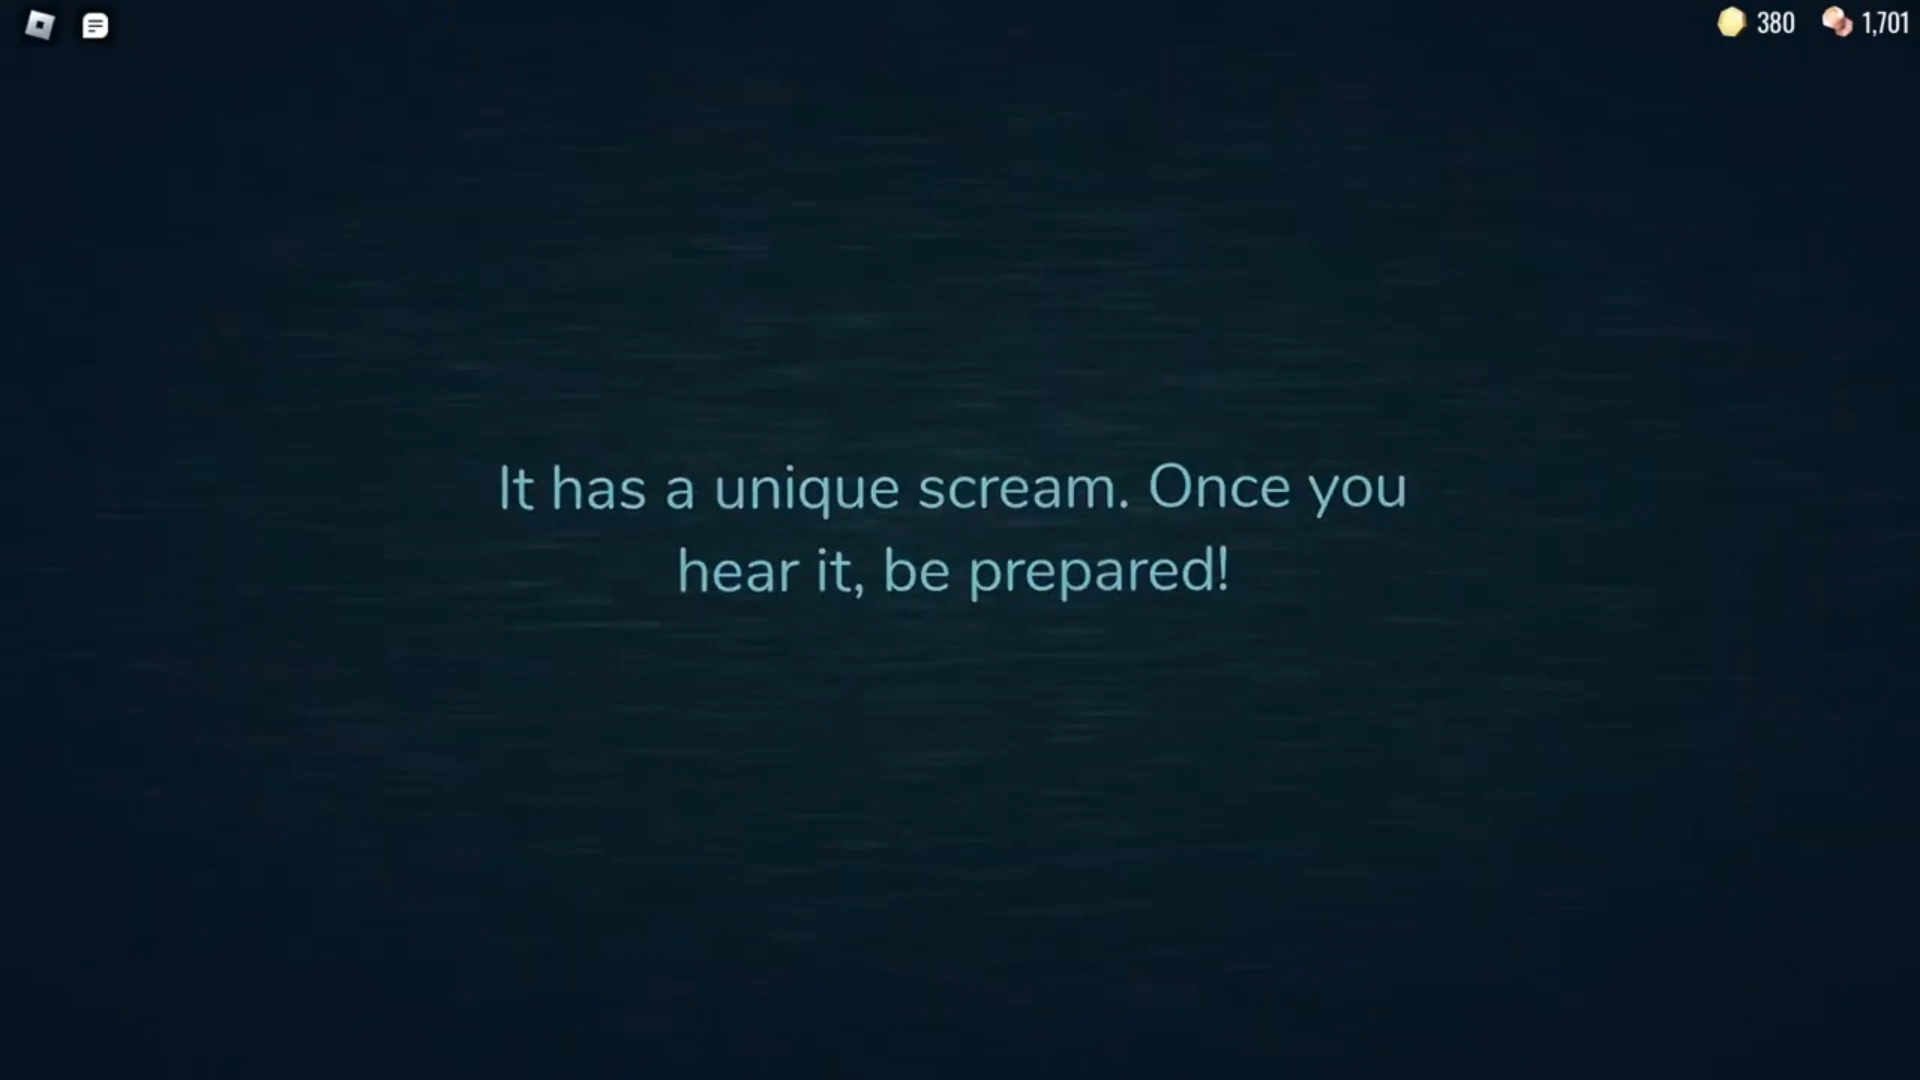 380 1,701
It has a unique scream. Once you
hear it, be prepared!